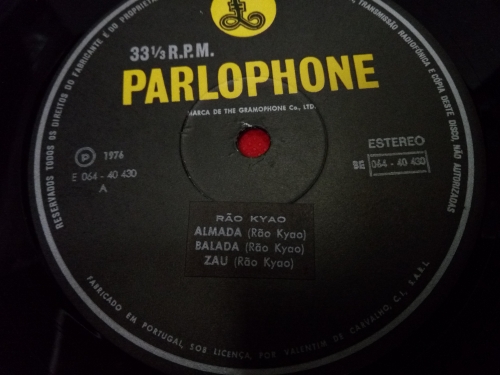 RESERVADOS TODOS OS DIREITOS DO FABRICANTE E DO PROPRIETÁRIO
TRANSMISSÃO RADIOFÓNICA E CÓPIA DESTE DISCO, NÃO AUTORIZADAS
£
33⅓ R.P.M.
PARLOPHONE
MARCA DE THE GRAMOPHONE Co., LTD.
Ⓟ 1976
E 064 - 40 430
A
ESTEREO
064 - 40 430
RÃO KYAO
ALMADA (Rão Kyao)
BALADA (Rão Kyao)
ZAU (Rão Kyao)
FABRICADO EM PORTUGAL, SOB LICENÇA, POR VALENTIM DE CARVALHO, C.I. S.A.R.L.